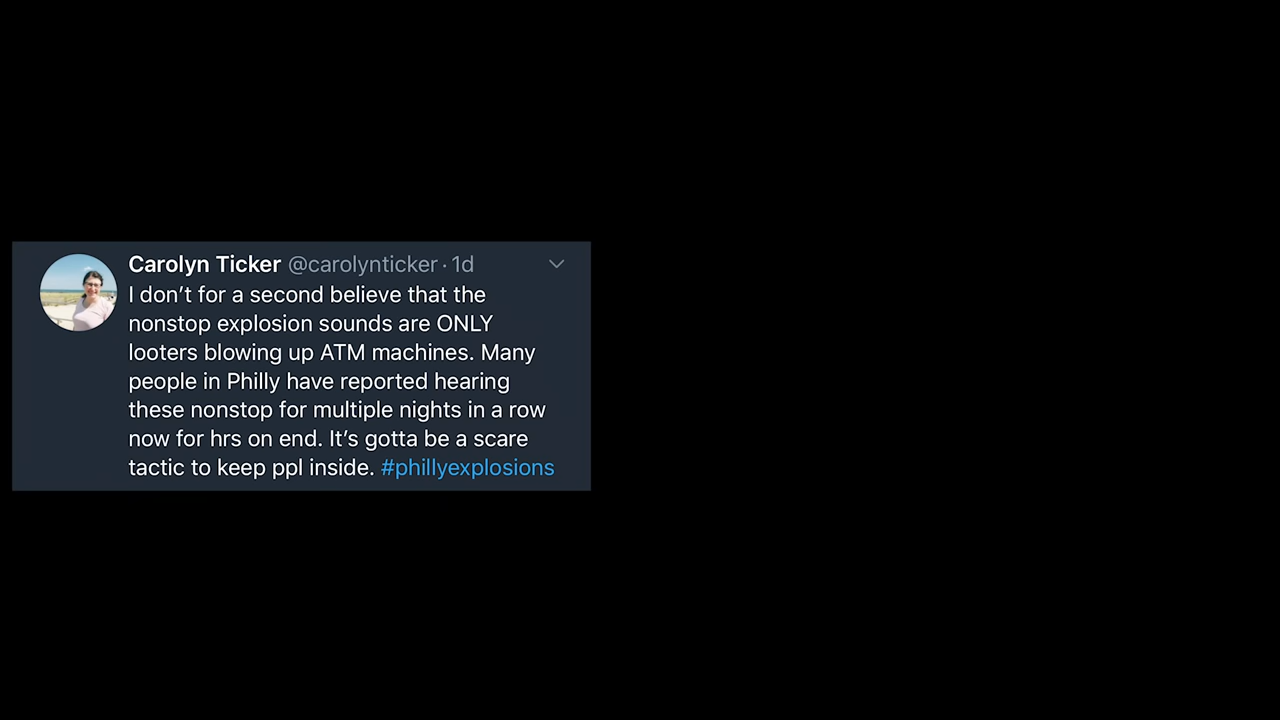 Carolyn Ticker @carolynticker · 1d
I don’t for a second believe that the
nonstop explosion sounds are ONLY
looters blowing up ATM machines. Many
people in Philly have reported hearing
these nonstop for multiple nights in a row
now for hrs on end. It’s gotta be a scare
tactic to keep ppl inside. #phillyexplosions